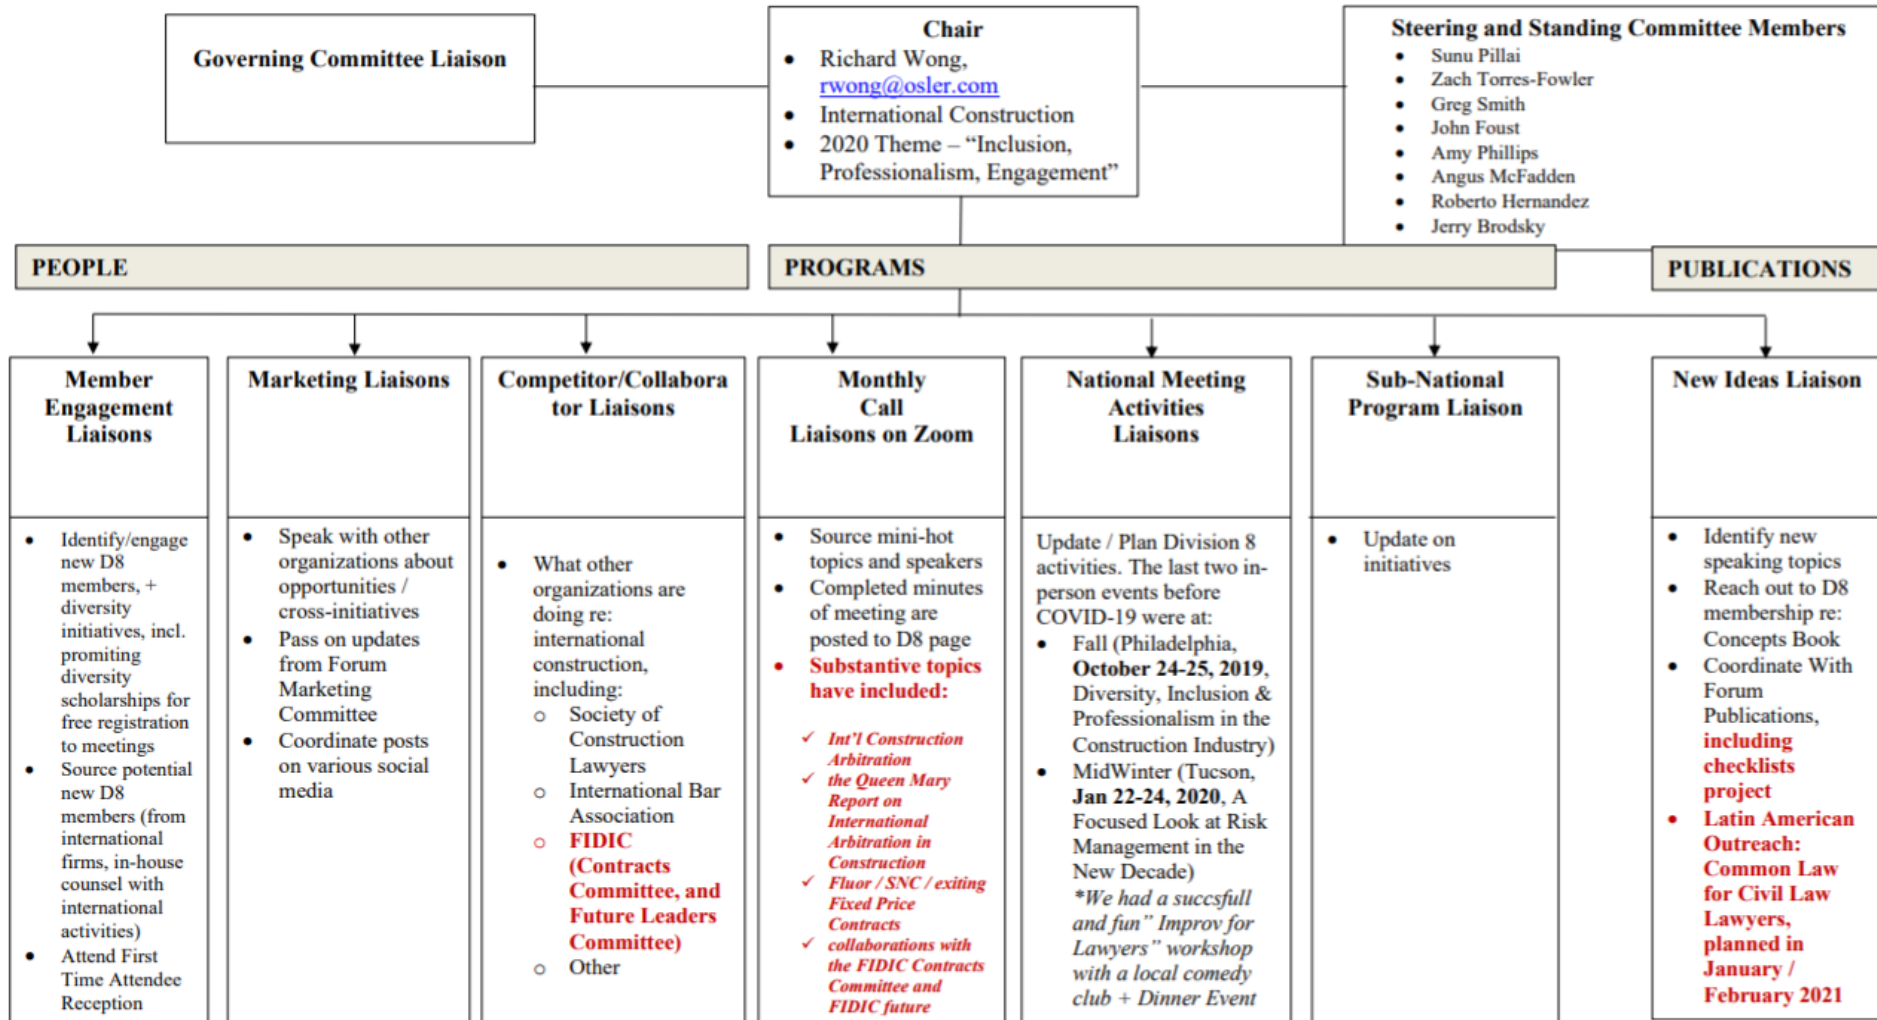 Governing Committee Liaison
Chair
• Richard Wong,
rwong@osler.com
• International Construction
• 2020 Theme – “Inclusion,
Professionalism, Engagement”
Steering and Standing Committee Members
• Sunu Pillai
• Zach Torres-Fowler
• Greg Smith
• John Foust
• Amy Phillips
• Angus McFadden
• Roberto Hernandez
• Jerry Brodsky
PEOPLE
PROGRAMS
PUBLICATIONS
Member
Engagement
Liaisons
• Identify/engage
new D8
members, +
diversity
initiatives, incl.
promiting
diversity
scholarships for
free registration
to meetings
• Source potential
new D8
members (from
international
firms, in-house
counsel with
international
activities)
• Attend First
Time Attendee
Reception
Marketing Liaisons
• Speak with other
organizations about
opportunities /
cross-initiatives
• Pass on updates
from Forum
Marketing
Committee
• Coordinate posts
on various social
media
Competitor/Collabora
tor Liaisons
• What other
organizations are
doing re:
international
construction,
including:
o Society of
Construction
Lawyers
o International Bar
Association
o FIDIC
(Contracts
Committee, and
Future Leaders
Committee)
o Other
Monthly
Call
Liaisons on Zoom
• Source mini-hot
topics and speakers
• Completed minutes
of meeting are
posted to D8 page
• Substantive topics
have included:
✓ Int’l Construction
Arbitration
✓ the Queen Mary
Report on
International
Arbitration in
Construction
✓ Fluor / SNC / exiting
Fixed Price
Contracts
✓ collaborations with
the FIDIC Contracts
Committee and
FIDIC future
National Meeting
Activities
Liaisons
Update / Plan Division 8
activities. The last two in-
person events before
COVID-19 were at:
• Fall (Philadelphia,
October 24-25, 2019,
Diversity, Inclusion &
Professionalism in the
Construction Industry)
• MidWinter (Tucson,
Jan 22-24, 2020, A
Focused Look at Risk
Management in the
New Decade)
*We had a succsfull
and fun” Improv for
Lawyers” workshop
with a local comedy
club + Dinner Event
Sub-National
Program Liaison
• Update on
initiatives
New Ideas Liaison
• Identify new
speaking topics
• Reach out to D8
membership re:
Concepts Book
• Coordinate With
Forum
Publications,
including
checklists
project
• Latin American
Outreach:
Common Law
for Civil Law
Lawyers,
planned in
January /
February 2021